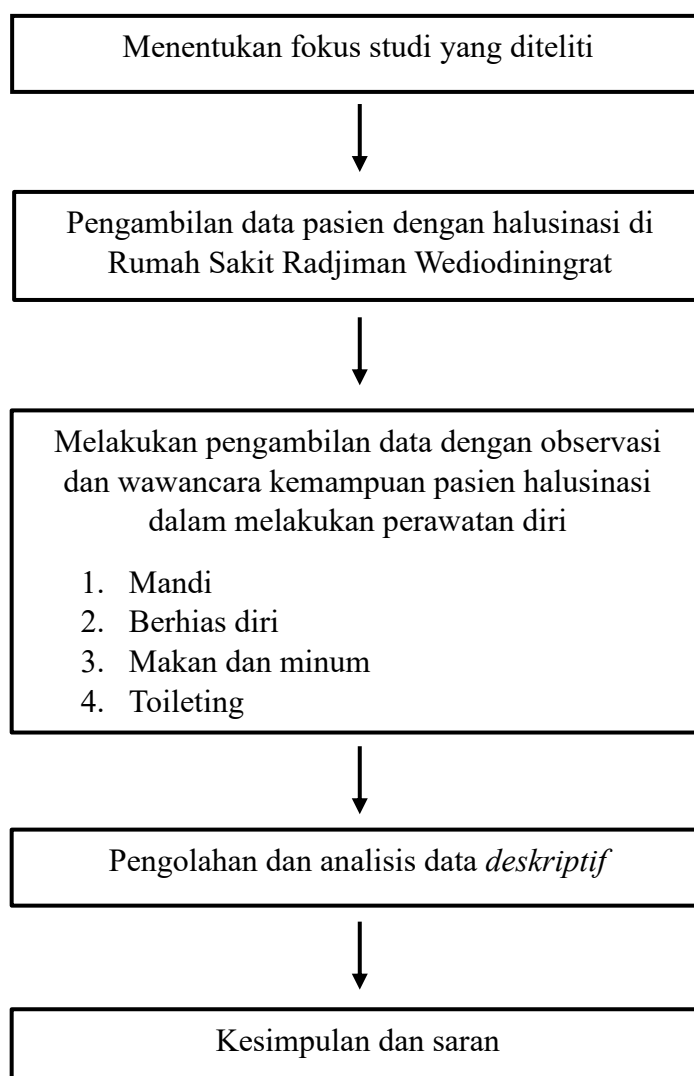 Menentukan fokus studi yang diteliti
Pengambilan data pasien dengan halusinasi di
Rumah Sakit Radjiman Wediodiningrat
Melakukan pengambilan data dengan observasi
dan wawancara kemampuan pasien halusinasi
dalam melakukan perawatan diri
1. Mandi
2. Berhias diri
3. Makan dan minum
4. Toileting
Pengolahan dan analisis data deskriptif
Kesimpulan dan saran